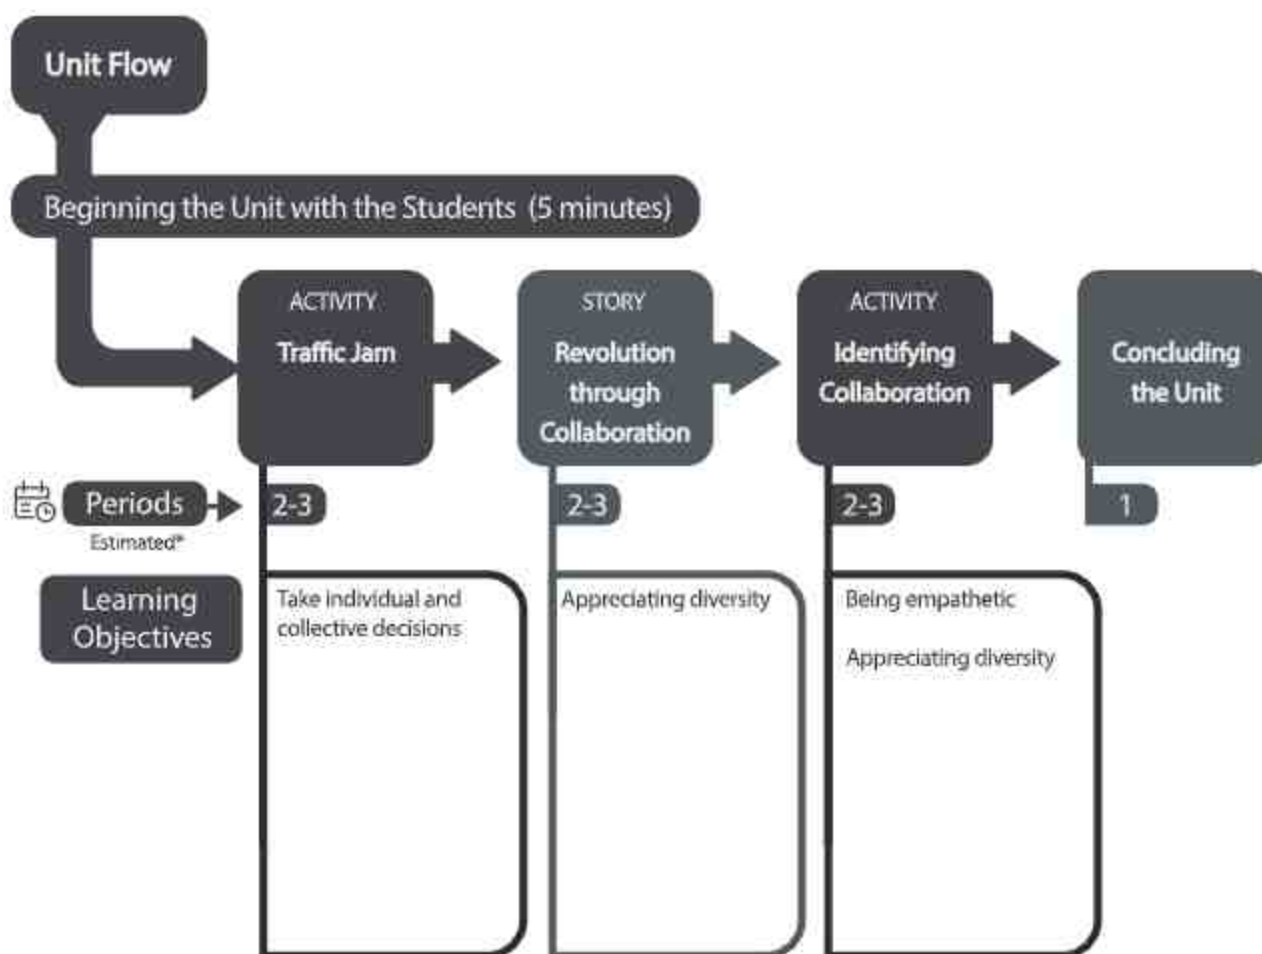 Unit Flow
Beginning the Unit with the Students (5 minutes)
ACTIVITY
Traffic Jam
STORY
Revolution
through
Collaboration
ACTIVITY
Identifying
Collaboration
Concluding
the Unit
Periods
Estimated*
2-3
2-3
2-3
1
Learning
Objectives
Take individual and
collective decisions
Appreciating diversity
Being empathetic
Appreciating diversity